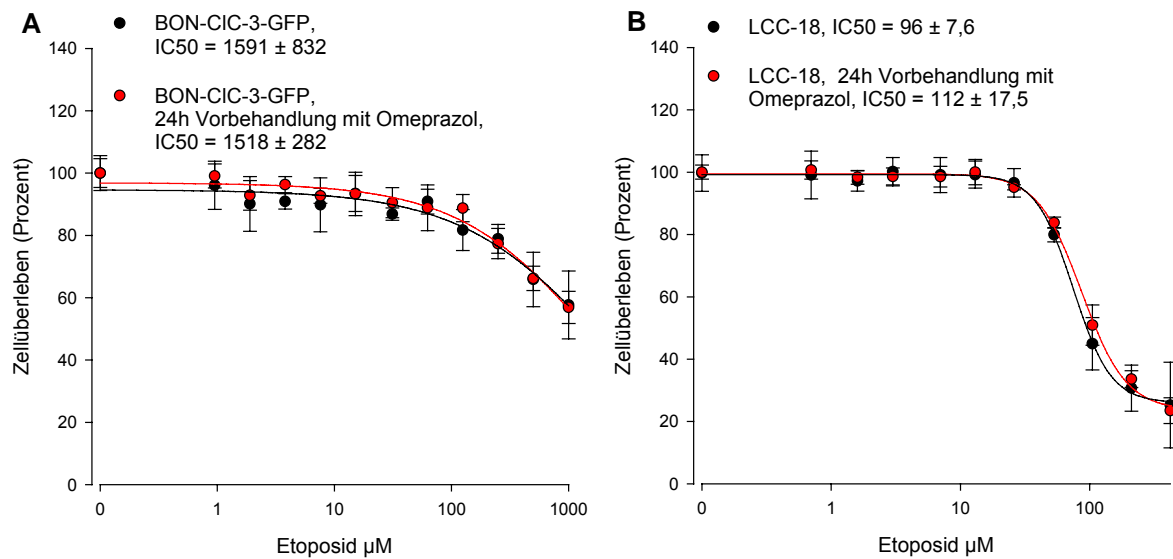 A
BON-ClC-3-GFP,
IC50 = 1591 ± 832
BON-ClC-3-GFP,
24h Vorbehandlung mit Omeprazol,
IC50 = 1518 ± 282
140
120
100
80
60
40
20
0
Zellüberleben (Prozent)
0 1 10 100 1000
Etoposid µM
B
LCC-18, IC50 = 96 ± 7,6
LCC-18, 24h Vorbehandlung mit
Omeprazol, IC50 = 112 ± 17,5
140
120
100
80
60
40
20
0
Zellüberleben (Prozent)
0 1 10 100
Etoposid µM